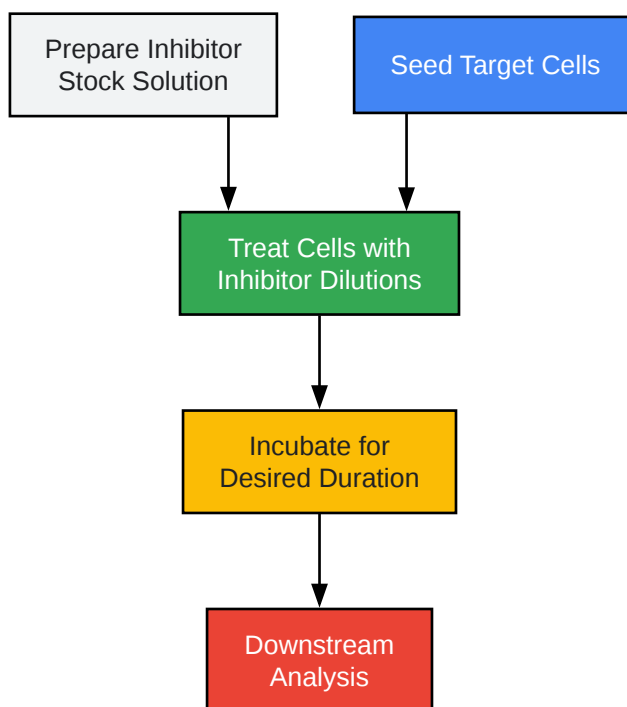 Prepare Inhibitor
Stock Solution
Seed Target Cells
Treat Cells with
Inhibitor Dilutions
Incubate for
Desired Duration
Downstream
Analysis